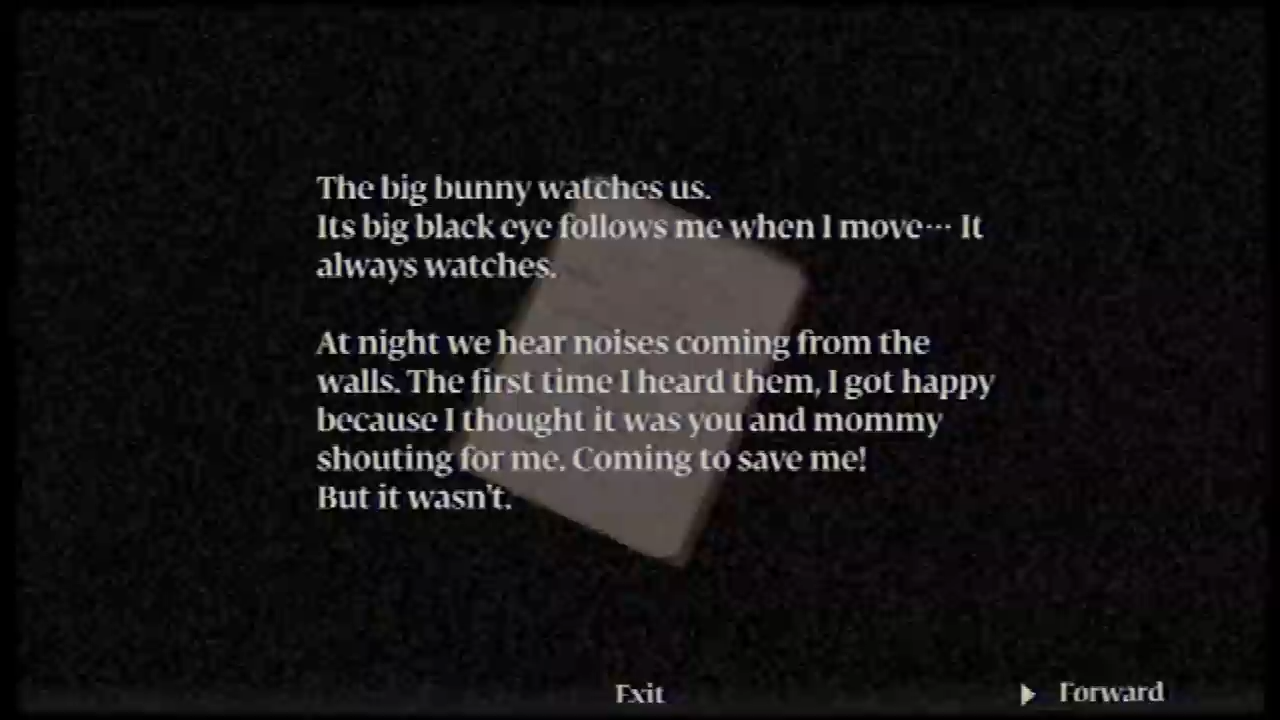 The big bunny watches us.
Its big black eye follows me when I move··· It
always watches.
At night we hear noises coming from the
walls. The first time I heard them, I got happy
because I thought it was you and mommy
shouting for me. Coming to save me!
But it wasn't.
Exit
Forward